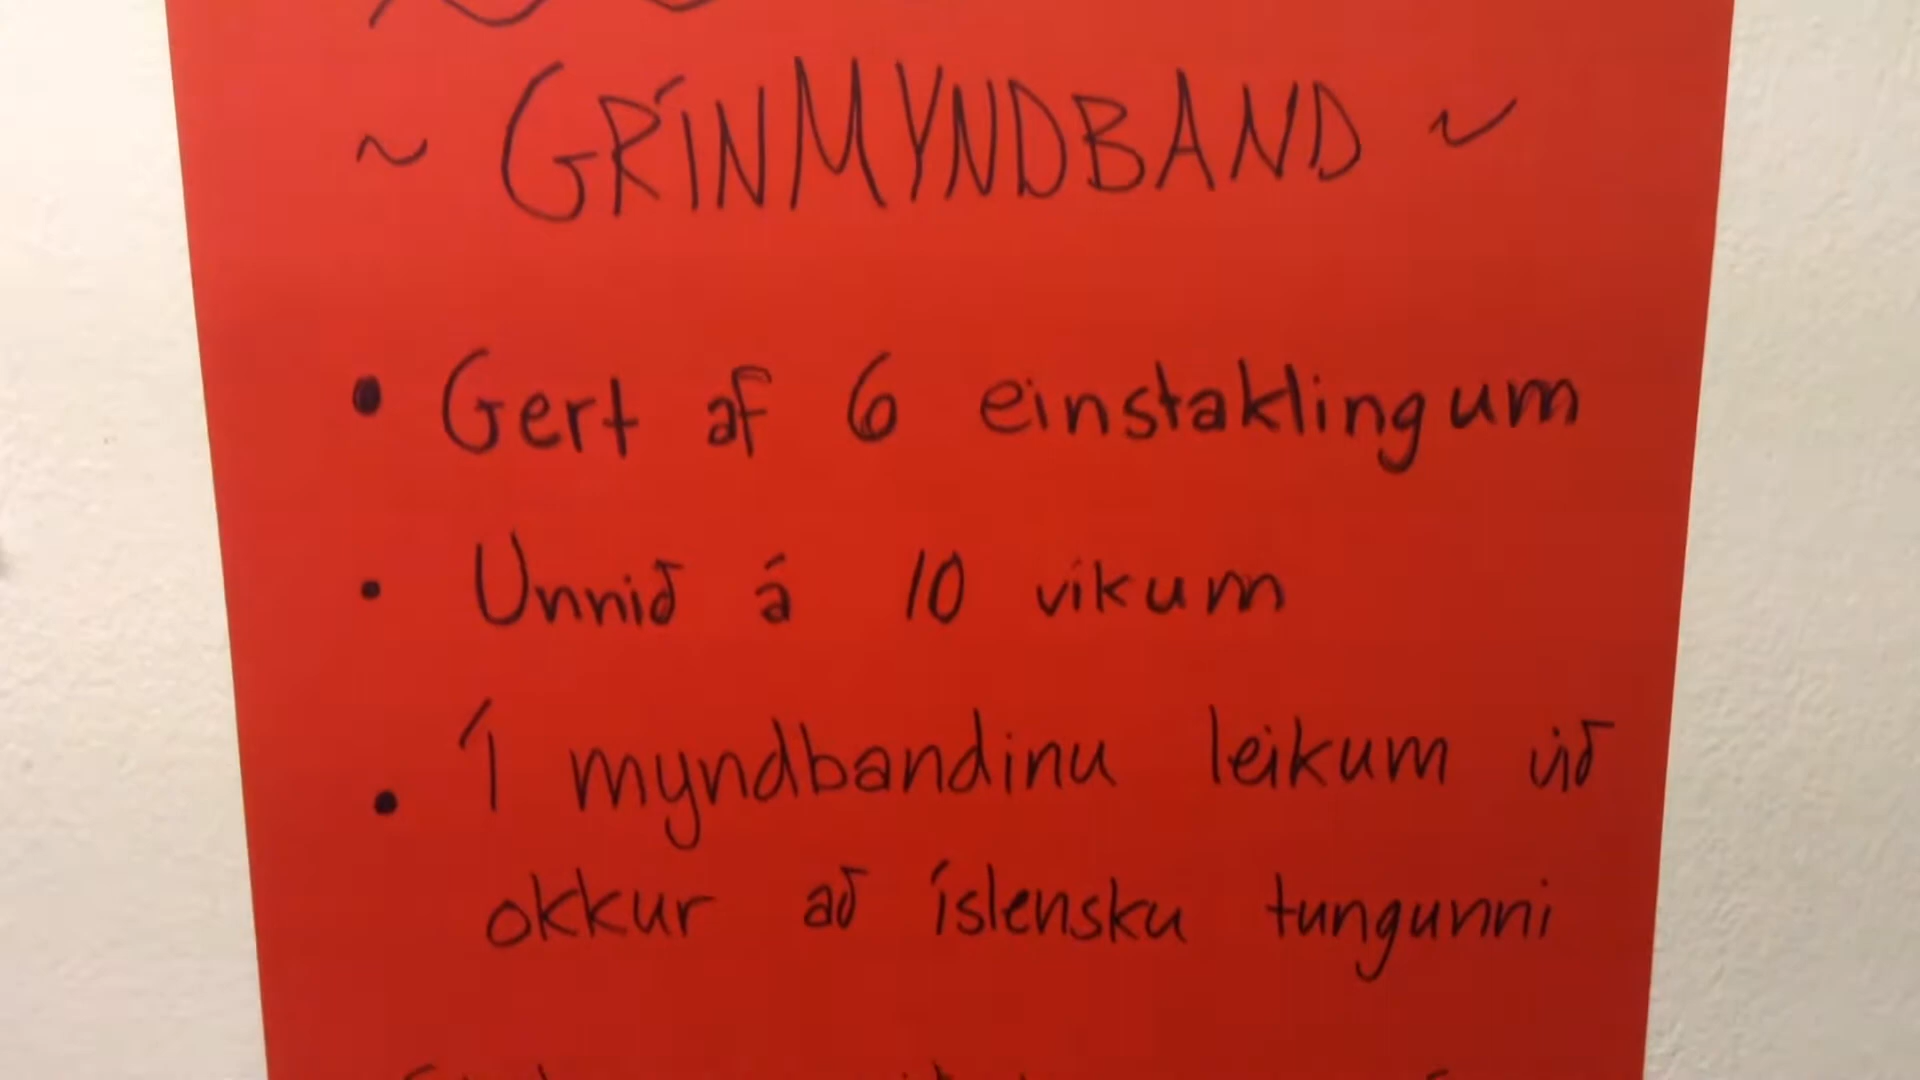 ~ GRÍNMYNDBAND ~
• Gert af 6 einstaklingum
• Unnið á 10 vikum
• Í myndbandinu leikum við
okkur að íslensku tungunni